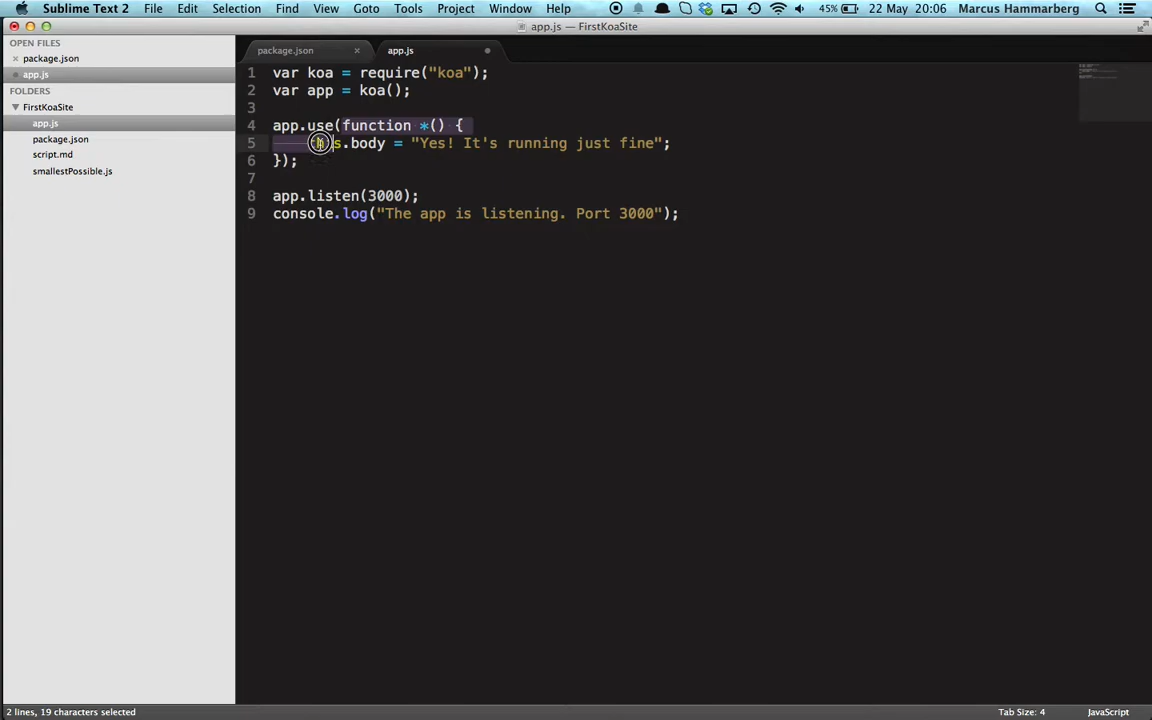 Sublime Text 2 File Edit Selection Find View Goto Tools Project Window Help 45% 22 May 20:06 Marcus Hammarberg
app.js — FirstKoaSite
OPEN FILES
package.json
app.js
FOLDERS
FirstKoaSite
app.js
package.json
script.md
smallestPossible.js
package.json app.js
1 var koa = require("koa");
2 var app = koa();
3
4 app.use(function *() {
5 this.body = "Yes! It's running just fine";
6 });
7
8 app.listen(3000);
9 console.log("The app is listening. Port 3000");
2 lines, 19 characters selected Tab Size: 4 JavaScript